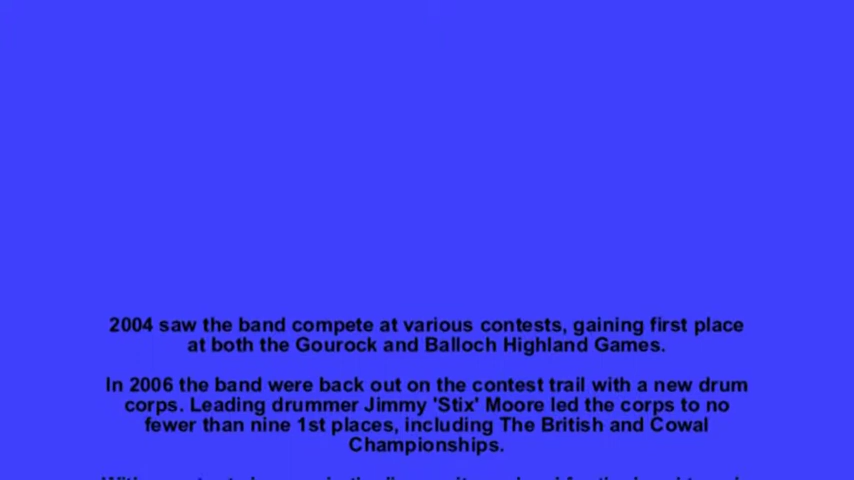 2004 saw the band compete at various contests, gaining first place
at both the Gourock and Balloch Highland Games.
In 2006 the band were back out on the contest trail with a new drum
corps. Leading drummer Jimmy 'Stix' Moore led the corps to no
fewer than nine 1st places, including The British and Cowal
Championships.